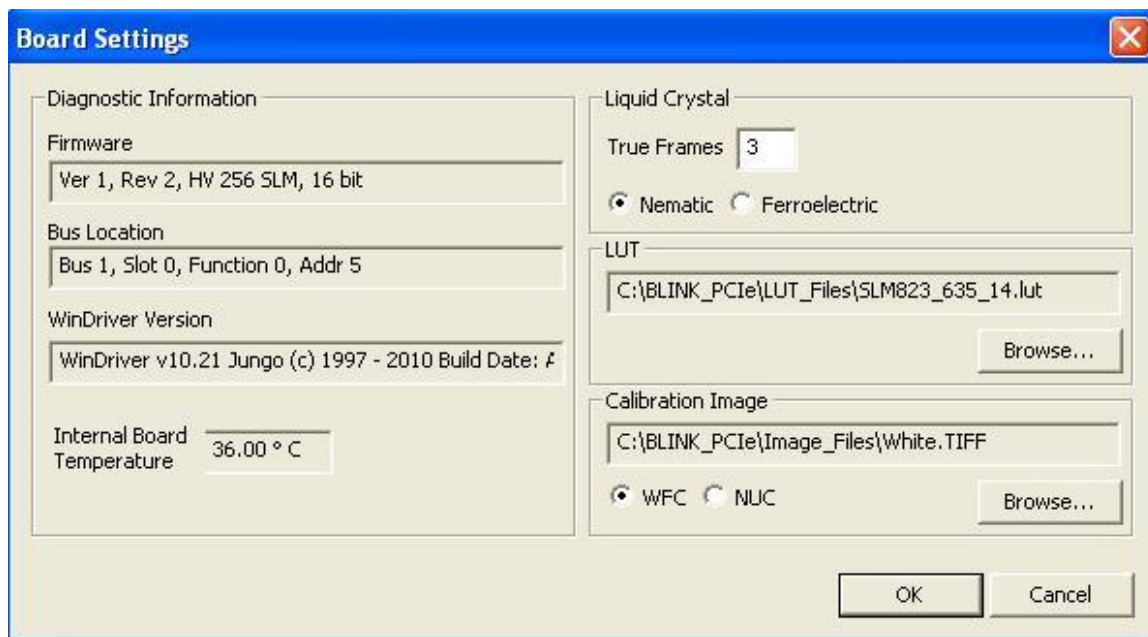 Board Settings
Diagnostic Information
Firmware
Ver 1, Rev 2, HV 256 SLM, 16 bit
Bus Location
Bus 1, Slot 0, Function 0, Addr 5
WinDriver Version
WinDriver v10.21 Jungo (c) 1997 - 2010 Build Date: A
Internal Board
Temperature
36.00 ° C
Liquid Crystal
True Frames 3
Nematic Ferroelectric
LUT
C:\BLINK_PCIe\LUT_Files\SLM823_635_14.lut
Browse...
Calibration Image
C:\BLINK_PCIe\Image_Files\White.TIFF
WFC NUC
Browse...
OK Cancel